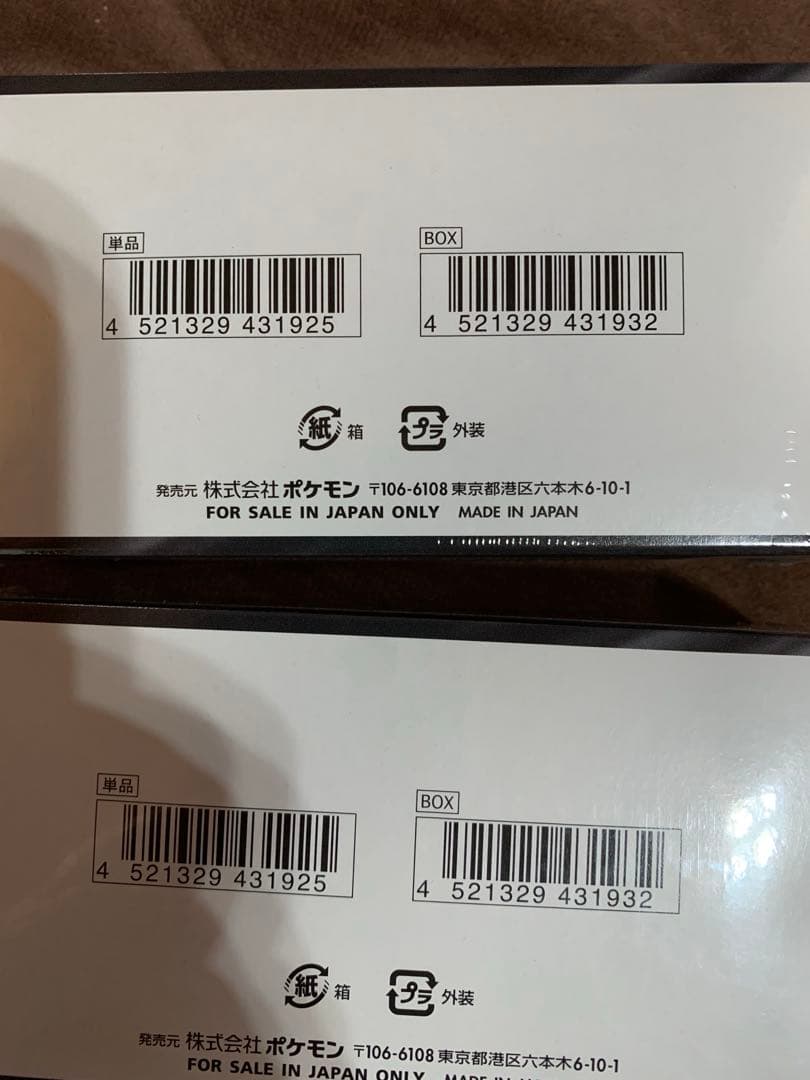 単品 BOX
4 521329 431925 4 521329 431932
紙 箱 プラ 外装
発売元 株式会社ポケモン 〒106-6108 東京都港区六本木6-10-1
FOR SALE IN JAPAN ONLY MADE IN JAPAN
単品 BOX
4 521329 431925 4 521329 431932
紙 箱 プラ 外装
発売元 株式会社ポケモン 〒106-6108 東京都港区六本木6-10-1
FOR SALE IN JAPAN ONLY MADE IN